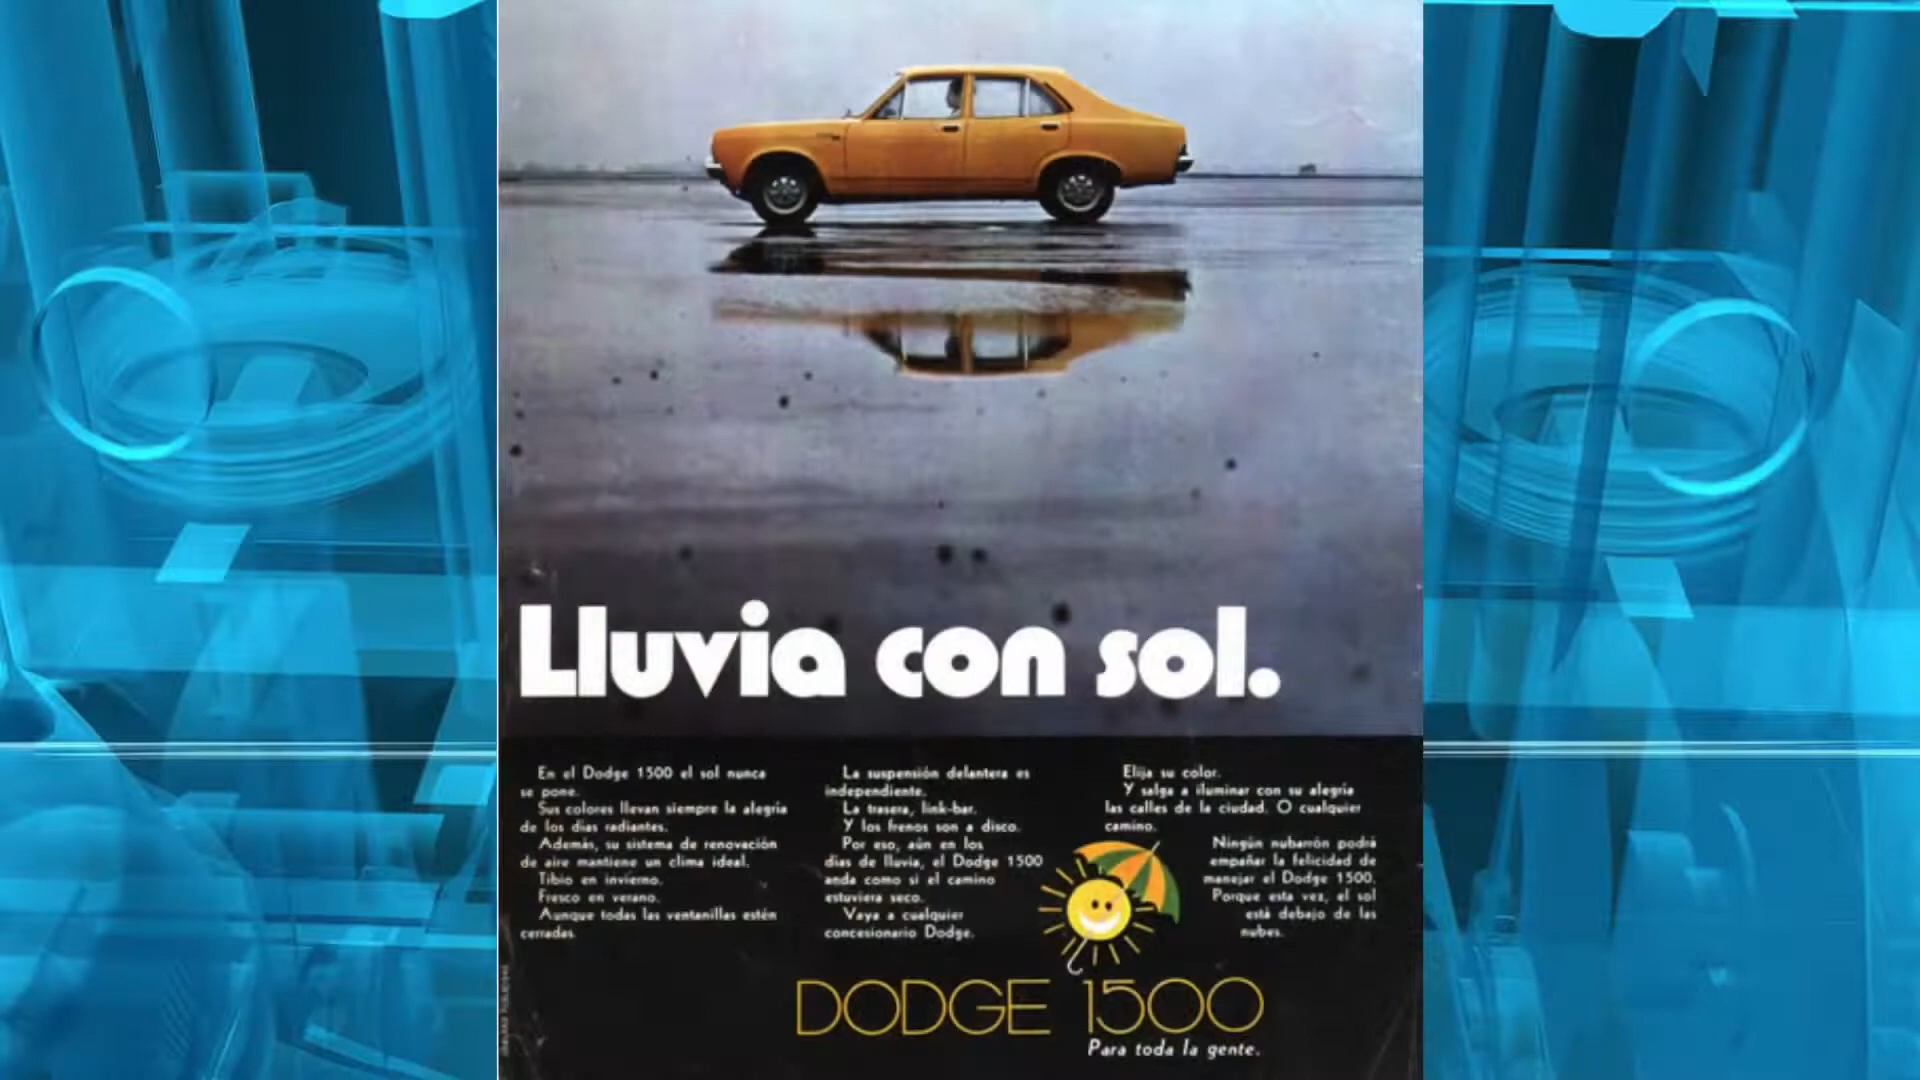 Lluvia con sol.
En el Dodge 1500 el sol nunca
se pone.
Sus colores llevan siempre la alegría
de los días radiantes.
Además, su sistema de renovación
de aire mantiene un clima ideal.
Tibio en invierno.
Fresco en verano.
Aunque todas las ventanillas estén
cerradas.
La suspensión delantera es
independiente.
La trasera, link-bar.
Y los frenos son a disco.
Por eso, aún en los
días de lluvia, el Dodge 1500
anda como si el camino
estuviera seco.
Vaya a cualquier
concesionario Dodge.
Elija su color.
Y salga a iluminar con su alegría
las calles de la ciudad. O cualquier
camino.
Ningún nubarrón podrá
empañar la felicidad de
manejar el Dodge 1500.
Porque esta vez, el sol
está debajo de las
nubes.
DODGE 1500
Para toda la gente.